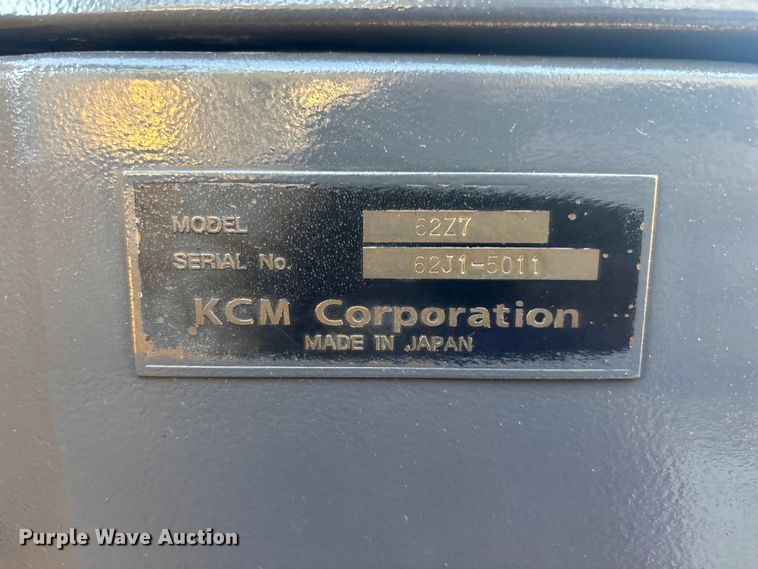 MODEL 62Z7
SERIAL No. 62J1-5011
KCM Corporation
MADE IN JAPAN
Purple Wave Auction